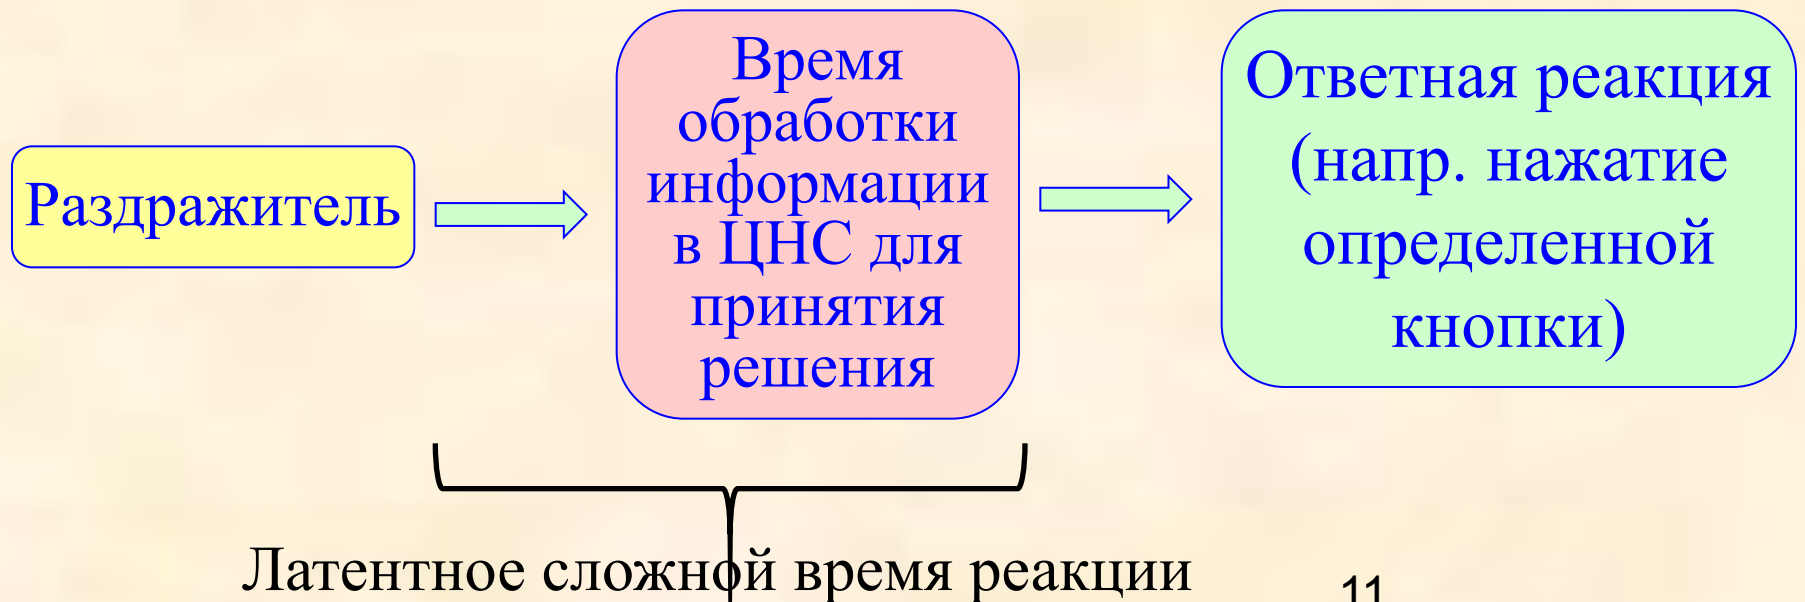 Раздражитель
Время
обработки
информации
в ЦНС для
принятия
решения
Ответная реакция
(напр. нажатие
определенной
кнопки)
Латентное сложной время реакции
11